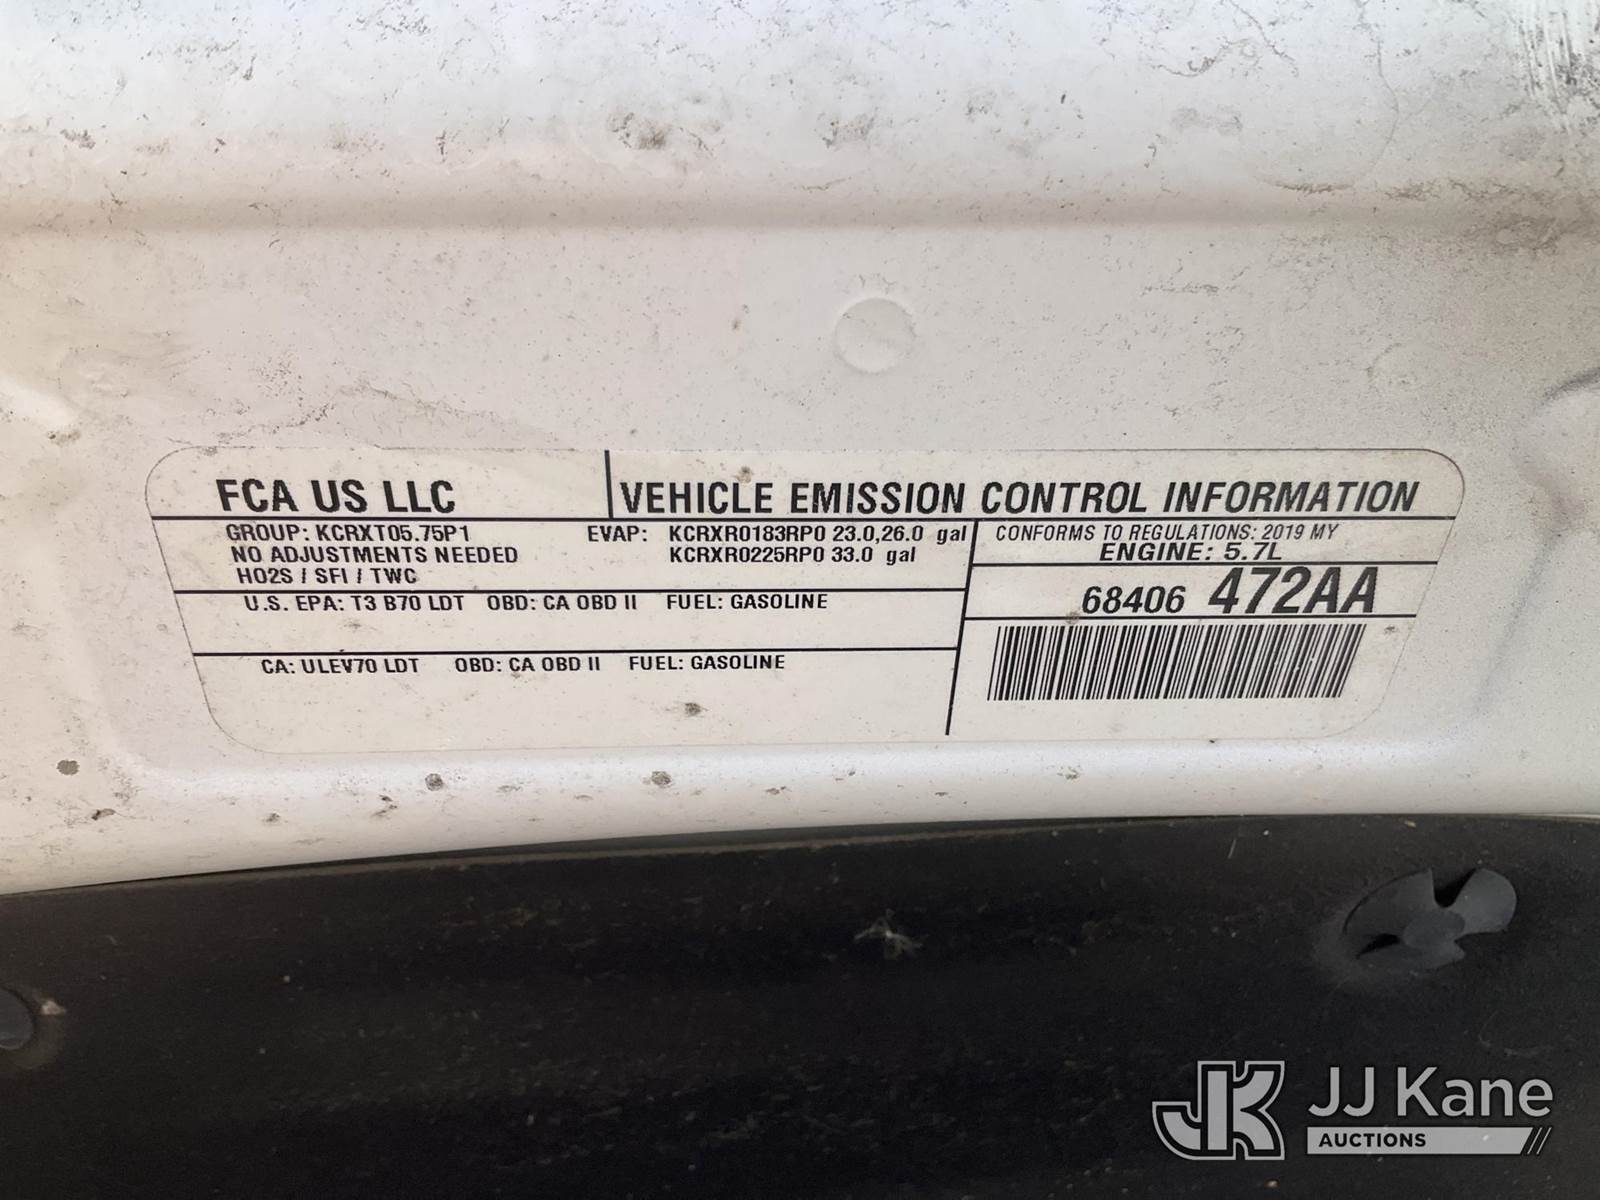 FCA US LLC
VEHICLE EMISSION CONTROL INFORMATION
GROUP: KCRXT05.75P1
NO ADJUSTMENTS NEEDED
HO2S / SFI / TWC
EVAP: KCRXR0183RP0 23.0,26.0 gal
KCRXR0225RP0 33.0 gal
CONFORMS TO REGULATIONS: 2019 MY
ENGINE: 5.7L
U.S. EPA: T3 B70 LDT OBD: CA OBD II FUEL: GASOLINE
68406 472AA
CA: ULEV70 LDT OBD: CA OBD II FUEL: GASOLINE
JK JJ Kane
AUCTIONS